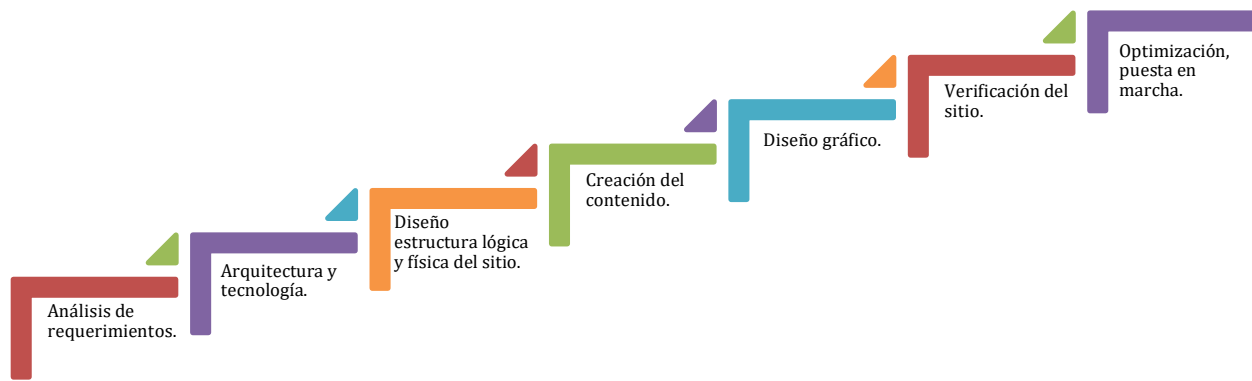 Análisis de
requerimientos.
Arquitectura y
tecnología.
Diseño
estructura lógica
y física del sitio.
Creación del
contenido.
Diseño gráfico.
Verificación del
sitio.
Optimización,
puesta en
marcha.